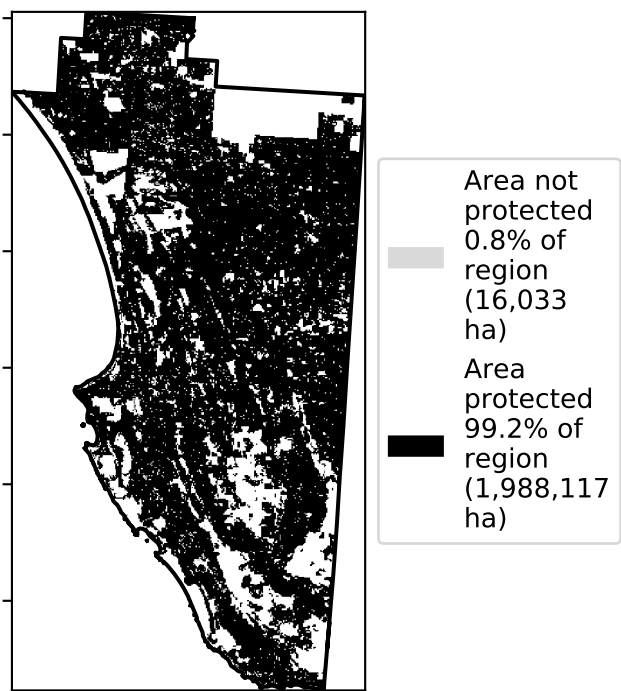 Area not
protected
0.8% of
region
(16,033
ha)
Area
protected
99.2% of
region
(1,988,117
ha)